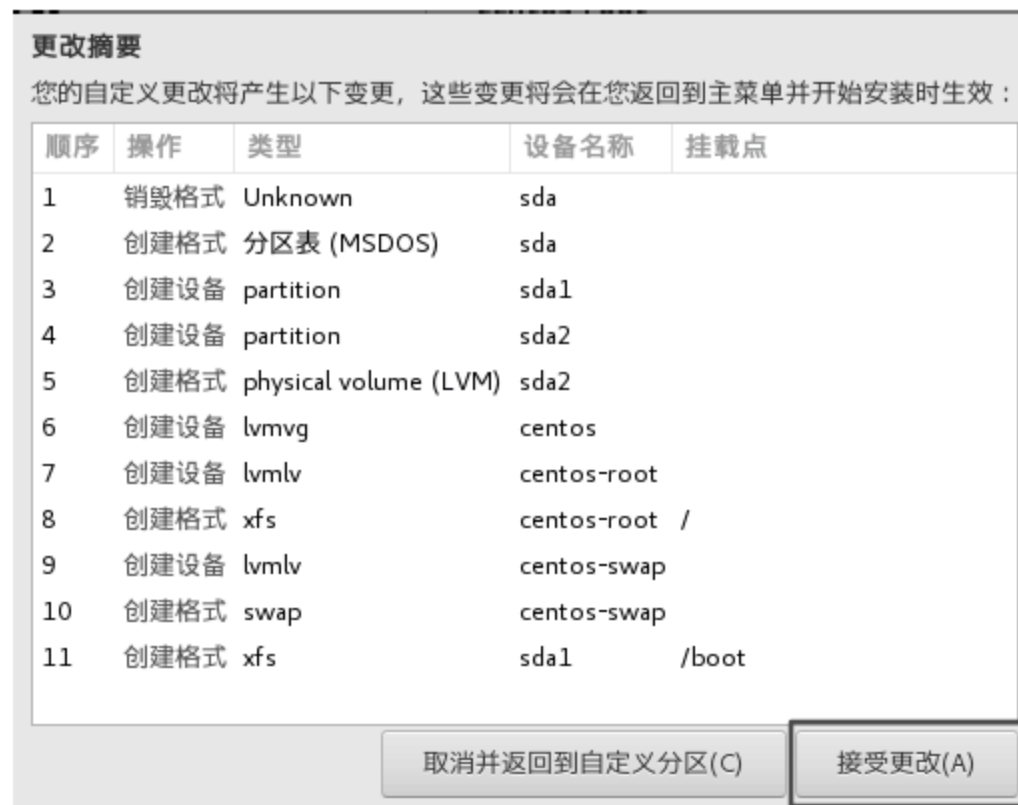 更改摘要
您的自定义更改将产生以下变更，这些变更将会在您返回到主菜单并开始安装时生效：
顺序 操作 类型 设备名称 挂载点
1 销毁格式 Unknown sda
2 创建格式 分区表 (MSDOS) sda
3 创建设备 partition sda1
4 创建设备 partition sda2
5 创建格式 physical volume (LVM) sda2
6 创建设备 lvmvg centos
7 创建设备 lvmlv centos-root
8 创建格式 xfs centos-root /
9 创建设备 lvmlv centos-swap
10 创建格式 swap centos-swap
11 创建格式 xfs sda1 /boot
取消并返回到自定义分区(C) 接受更改(A)